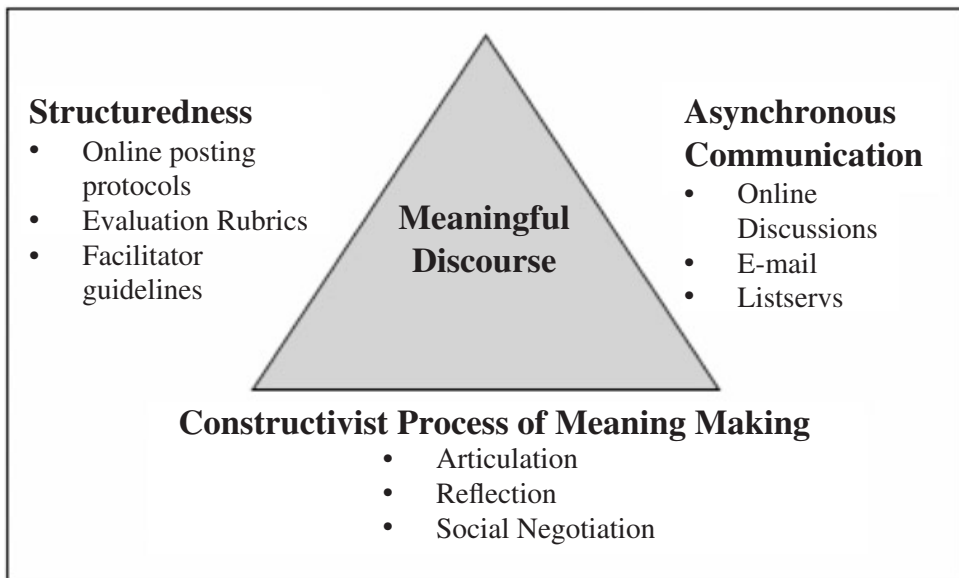 Structuredness
• Online posting
protocols
• Evaluation Rubrics
• Facilitator
guidelines
Meaningful
Discourse
Asynchronous
Communication
• Online
Discussions
• E-mail
• Listservs
Constructivist Process of Meaning Making
• Articulation
• Reflection
• Social Negotiation